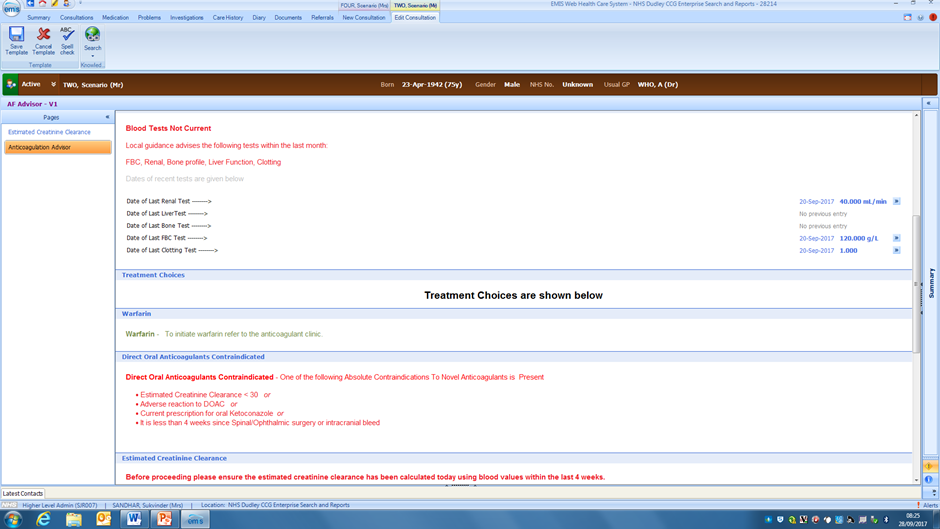 EMIS Web Health Care System - NHS Dudley CCG Enterprise Search and Reports - 28214
FOUR, Scenario (Mrs)
TWO, Scenario (Mr)
emis
Summary
Consultations
Medication
Problems
Investigations
Care History
Diary
Documents
Referrals
New Consultation
Edit Consultation
Save Template
Cancel Template
ABC
Spell check
Search
Template
Knowled...
Active
TWO, Scenario (Mr)
Born 23-Apr-1942 (75y)
Gender Male
NHS No. Unknown
Usual GP WHO, A (Dr)
AF Advisor - V1
Pages
Estimated Creatinine Clearance
Anticoagulation Advisor
Blood Tests Not Current
Local guidance advises the following tests within the last month:
FBC, Renal, Bone profile, Liver Function, Clotting
Dates of recent tests are given below
Date of Last Renal Test ------->
20-Sep-2017 40.000 mL/min
Date of Last LiverTest ------->
No previous entry
Date of Last Bone Test ------->
No previous entry
Date of Last FBC Test ------->
20-Sep-2017 120.000 g/L
Date of Last Clotting Test ------->
20-Sep-2017 1.000
Treatment Choices
Treatment Choices are shown below
Warfarin
Warfarin - To initiate warfarin refer to the anticoagulant clinic.
Direct Oral Anticoagulants Contraindicated
Direct Oral Anticoagulants Contraindicated - One of the following Absolute Contraindications To Novel Anticoagulants is Present
• Estimated Creatinine Clearance < 30 or
• Adverse reaction to DOAC or
• Current prescription for oral Ketoconazole or
• It is less than 4 weeks since Spinal/Ophthalmic surgery or intracranial bleed
Estimated Creatinine Clearance
Before proceeding please ensure the estimated creatinine clearance has been calculated today using blood values within the last 4 weeks.
Summary
Latest Contacts
Higher Level Admin (S/R007)
SANDHAR, Sukvinder (Mrs)
Location: NHS Dudley CCG Enterprise Search and Reports
Alerts
emis
08:25
28/09/2017